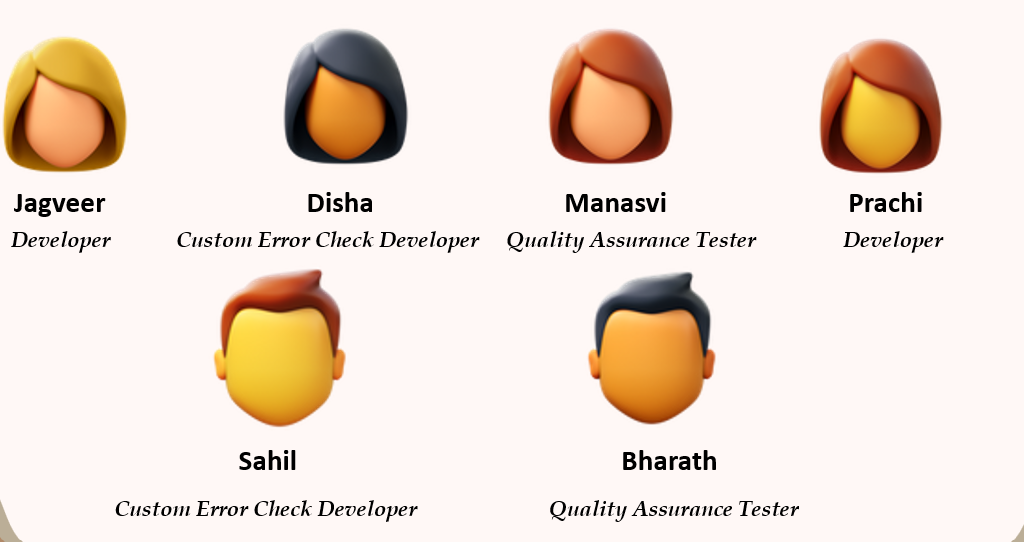 Jagveer
Disha
Manasvi
Prachi
Developer
Custom Error Check Developer
Quality Assurance Tester
Developer
Sahil
Bharath
Custom Error Check Developer
Quality Assurance Tester